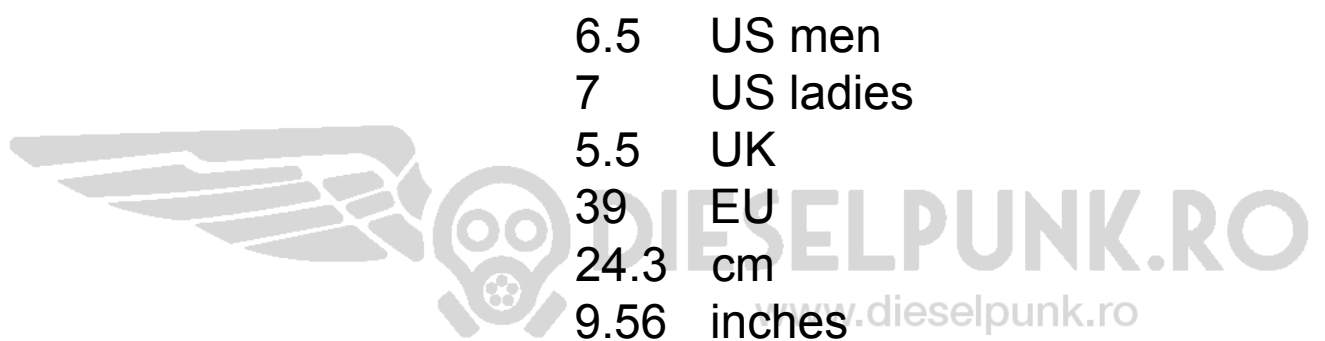 6.5 US men
7 US ladies
5.5 UK
39 EU
DIESELPUNK.RO
24.3 cm
9.56 inches
www.dieselpunk.ro